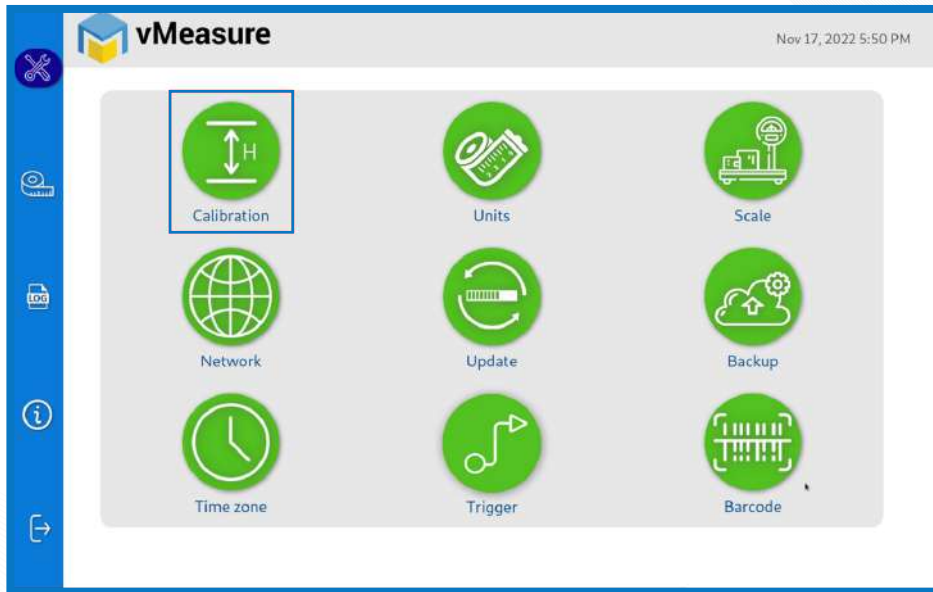 vMeasure
Nov 17, 2022 5:50 PM
H
Calibration
Units
Scale
LOG
Network
Update
Backup
Time zone
Trigger
Barcode